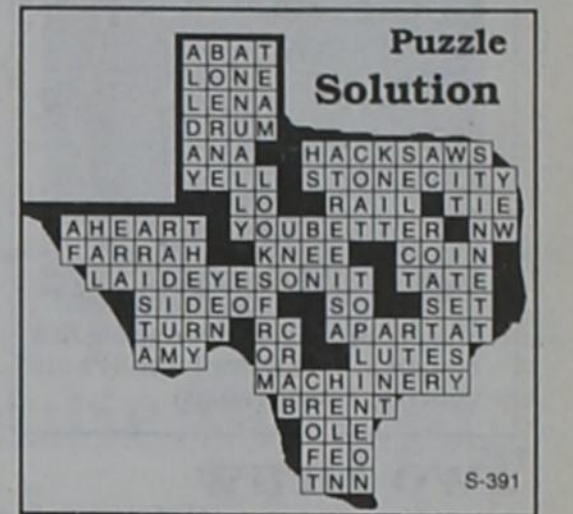 Puzzle
Solution
ABAT
LONE
LENA
DRUM
ANA HACKSAWS
YELL STONECITY
LO RAIL TIE
AHEART YOUBETTER NW
FARRAH KNEE COIN
LAIDEYESONIT TATE
SIDEOF SO SET
TURN RC APARTAT
AMY OR LUTES
MACHINERY
BRENT
OLE
FEO
TNN
S-391